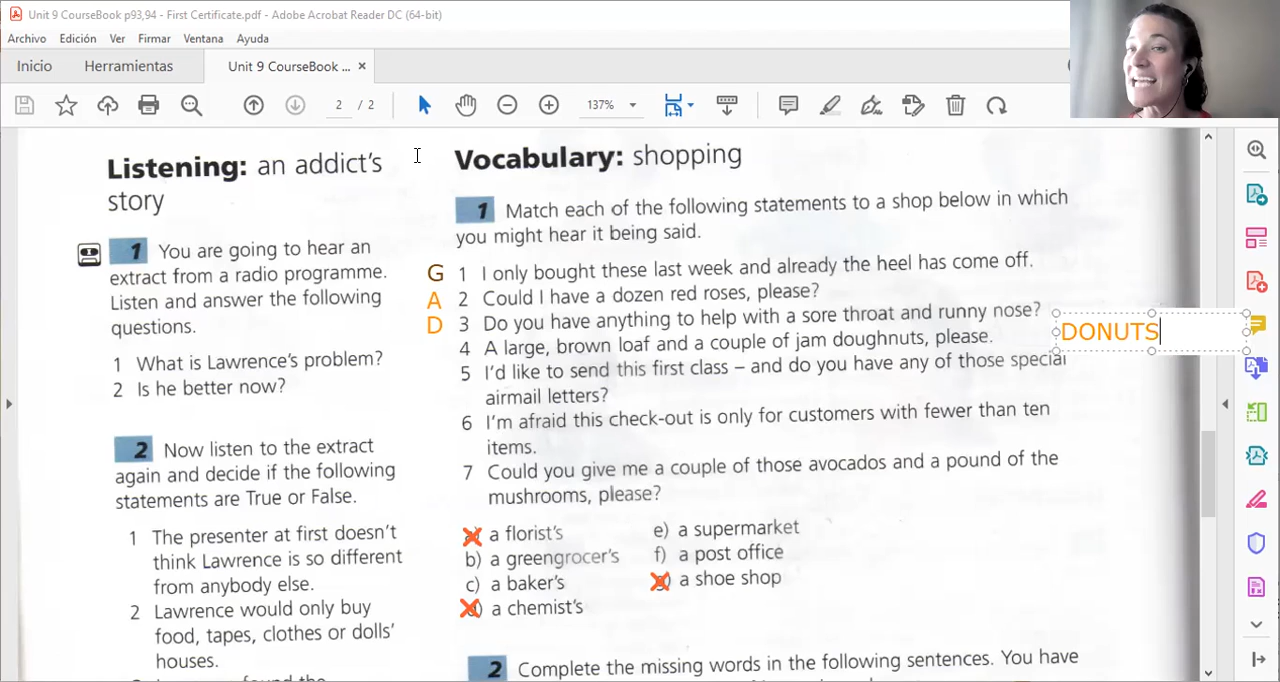 Unit 9 CourseBook p93,94 - First Certificate.pdf - Adobe Acrobat Reader DC (64-bit)
Archivo Edición Ver Firmar Ventana Ayuda
Inicio Herramientas Unit 9 CourseBook ... ×
2 / 2 137%
Listening: an addict's
story
1 You are going to hear an
extract from a radio programme.
Listen and answer the following
questions.
1 What is Lawrence's problem?
2 Is he better now?
2 Now listen to the extract
again and decide if the following
statements are True or False.
1 The presenter at first doesn't
think Lawrence is so different
from anybody else.
2 Lawrence would only buy
food, tapes, clothes or dolls'
houses.
Vocabulary: shopping
1 Match each of the following statements to a shop below in which
you might hear it being said.
G 1 I only bought these last week and already the heel has come off.
A 2 Could I have a dozen red roses, please?
D 3 Do you have anything to help with a sore throat and runny nose?
4 A large, brown loaf and a couple of jam doughnuts, please.
DONUTS
5 I'd like to send this first class – and do you have any of those special
airmail letters?
6 I'm afraid this check-out is only for customers with fewer than ten
items.
7 Could you give me a couple of those avocados and a pound of the
mushrooms, please?
a florist's
b) a greengrocer's
c) a baker's
a chemist's
e) a supermarket
f) a post office
a shoe shop
2 Complete the missing words in the following sentences. You have